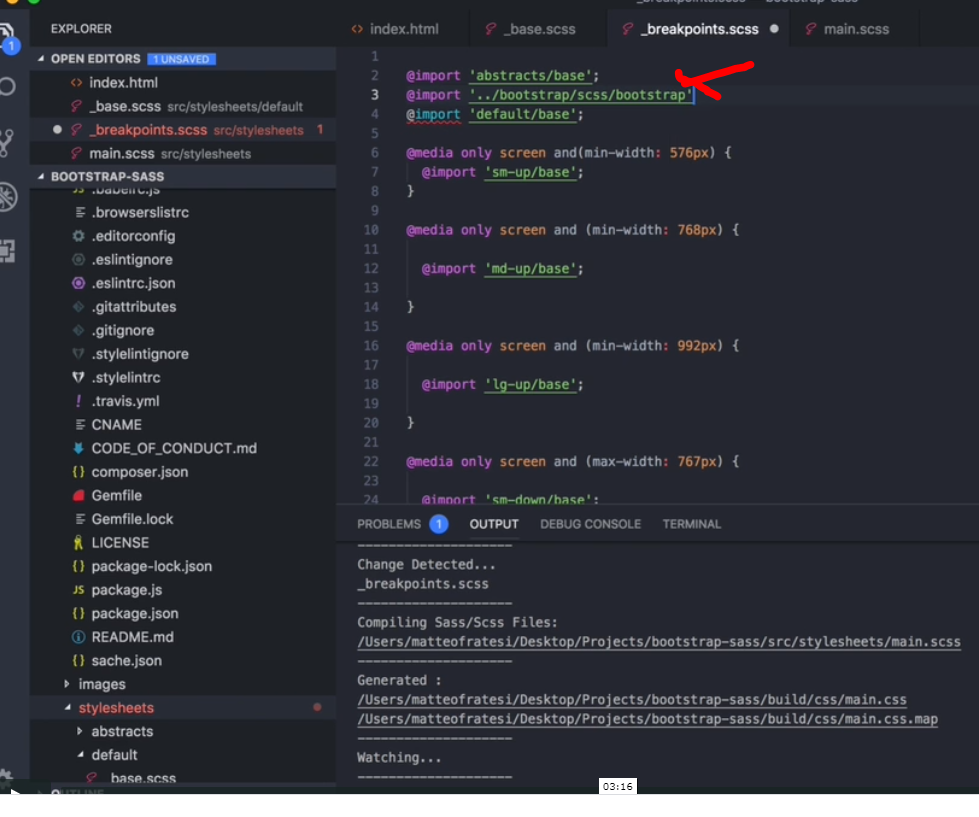 _breakpoints.scss — bootstrap-sass
EXPLORER
index.html
_base.scss
_breakpoints.scss
main.scss
1
OPEN EDITORS 1 UNSAVED
index.html
_base.scss src/stylesheets/default
_breakpoints.scss src/stylesheets 1
main.scss src/stylesheets
BOOTSTRAP-SASS
JS .babelrc.js
.browserslistrc
.editorconfig
.eslintignore
.eslintrc.json
.gitattributes
.gitignore
.stylelintignore
.stylelintrc
! .travis.yml
CNAME
CODE_OF_CONDUCT.md
{} composer.json
Gemfile
Gemfile.lock
LICENSE
{} package-lock.json
JS package.js
{} package.json
README.md
{} sache.json
images
stylesheets
abstracts
default
_base.scss
OUTLINE
1
2 @import 'abstracts/base';
3 @import '../bootstrap/scss/bootstrap'
4 @import 'default/base';
5
6 @media only screen and(min-width: 576px) {
7 @import 'sm-up/base';
8 }
9
10 @media only screen and (min-width: 768px) {
11
12 @import 'md-up/base';
13
14 }
15
16 @media only screen and (min-width: 992px) {
17
18 @import 'lg-up/base';
19
20 }
21
22 @media only screen and (max-width: 767px) {
23
24 @import 'sm-down/base';
PROBLEMS 1 OUTPUT DEBUG CONSOLE TERMINAL
--------------------
Change Detected...
_breakpoints.scss
--------------------
Compiling Sass/Scss Files:
/Users/matteofratesi/Desktop/Projects/bootstrap-sass/src/stylesheets/main.scss
--------------------
Generated :
/Users/matteofratesi/Desktop/Projects/bootstrap-sass/build/css/main.css
/Users/matteofratesi/Desktop/Projects/bootstrap-sass/build/css/main.css.map
--------------------
Watching...
--------------------
03:16